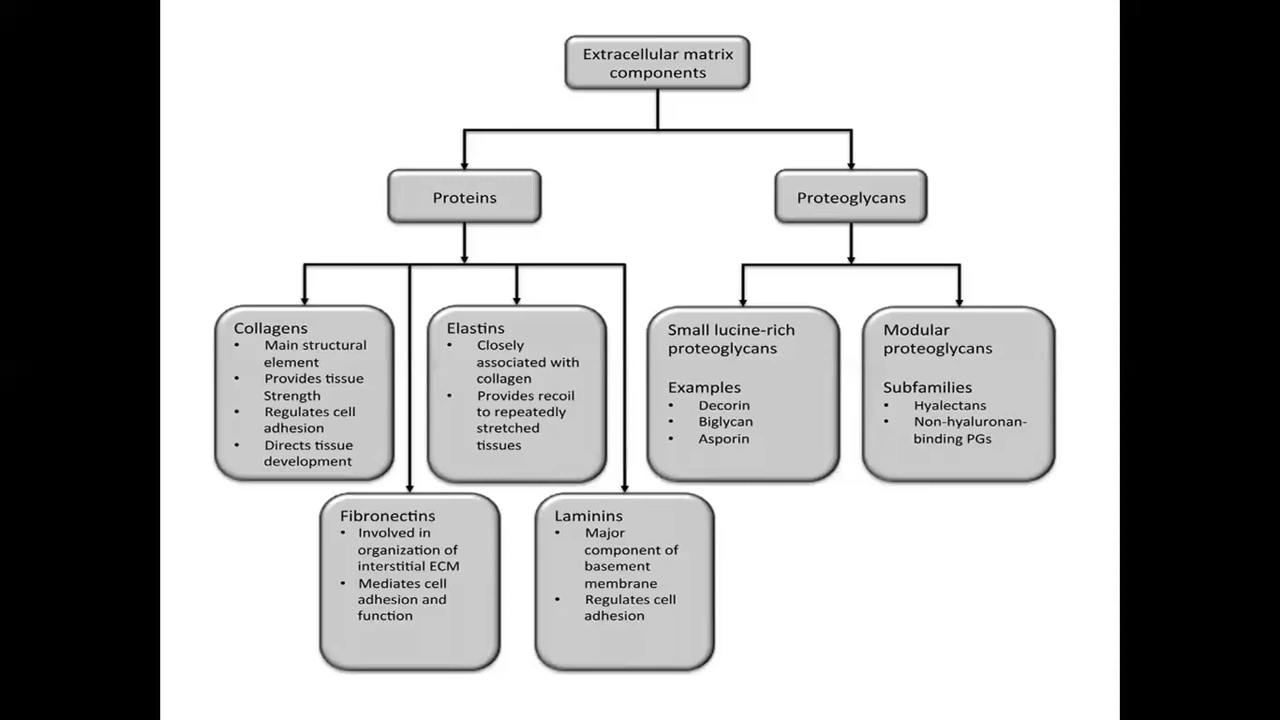 Extracellular matrix
components
Proteins
Proteoglycans
Collagens
• Main structural
element
• Provides tissue
Strength
• Regulates cell
adhesion
• Directs tissue
development
Elastins
• Closely
associated with
collagen
• Provides recoil
to repeatedly
stretched
tissues
Small lucine-rich
proteoglycans
Examples
• Decorin
• Biglycan
• Asporin
Modular
proteoglycans
Subfamilies
• Hyalectans
• Non-hyaluronan-
binding PGs
Fibronectins
• Involved in
organization of
interstitial ECM
• Mediates cell
adhesion and
function
Laminins
• Major
component of
basement
membrane
• Regulates cell
adhesion